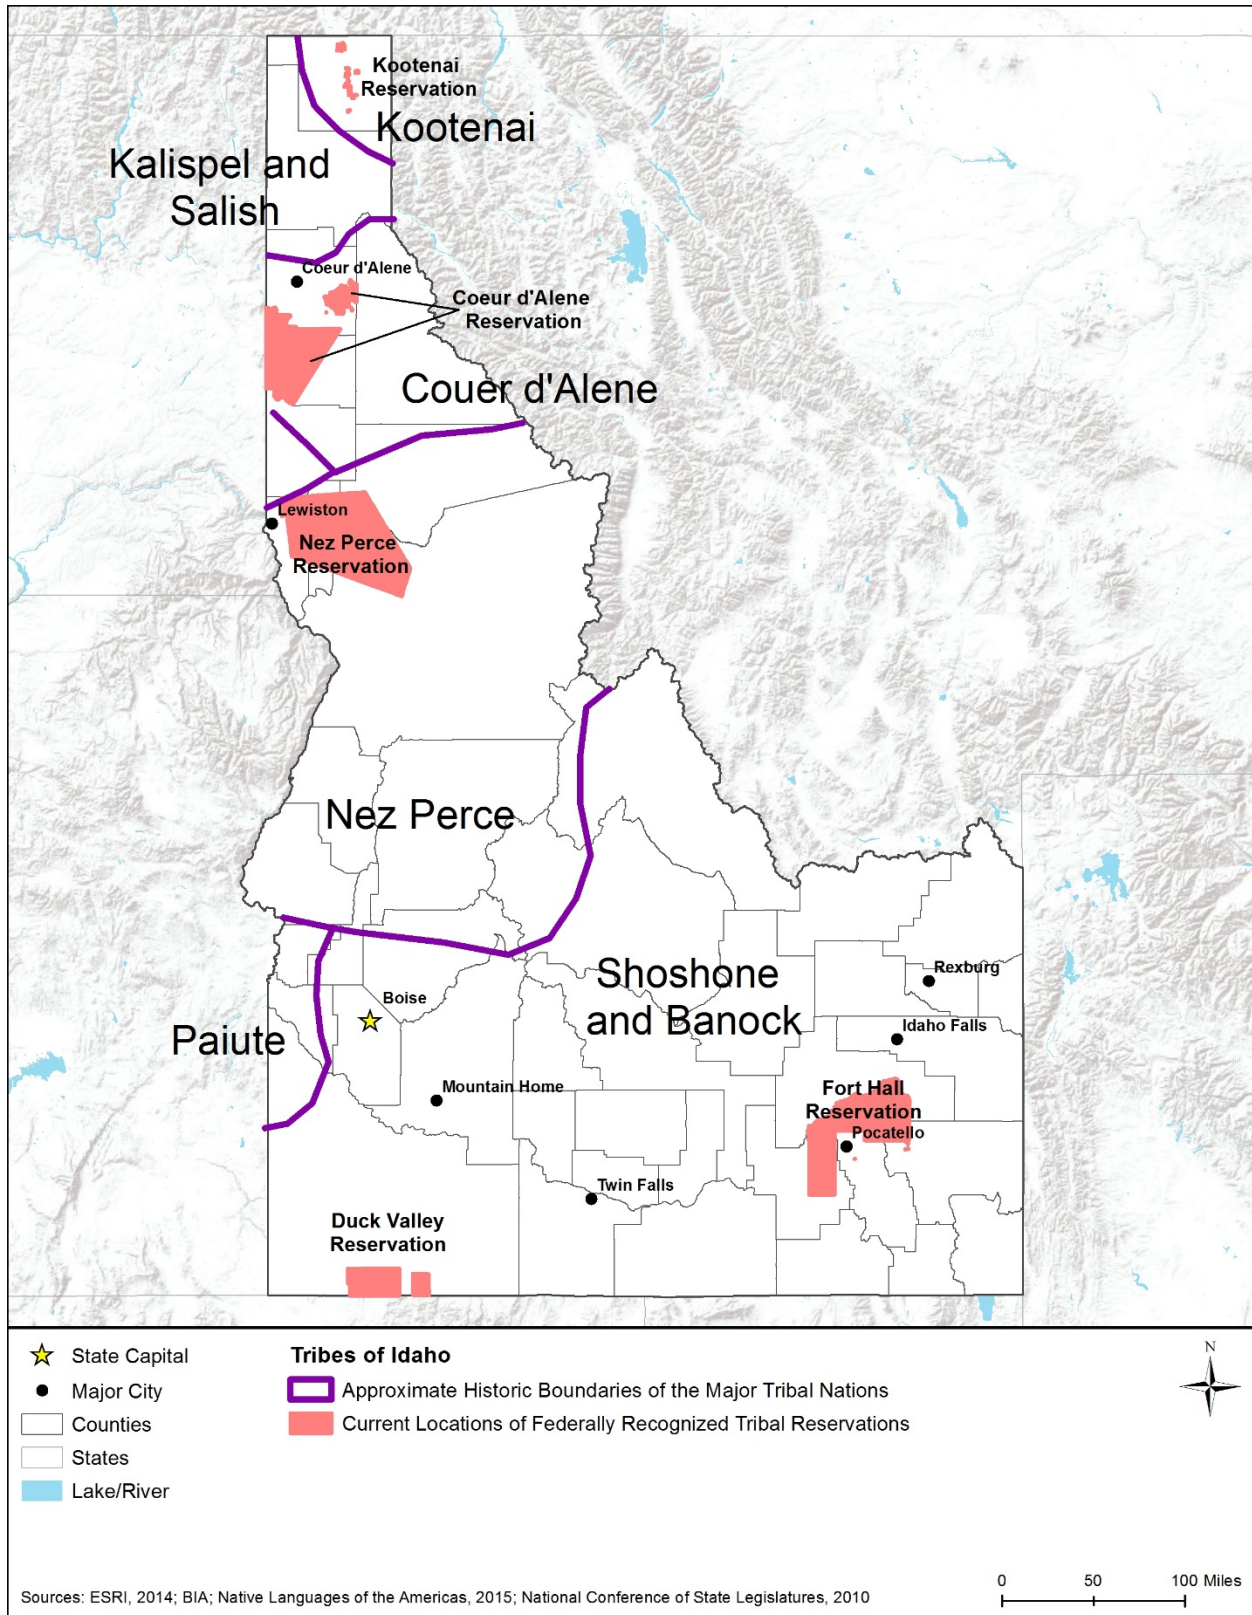 Kootenai
Reservation
Kootenai
Kalispel and
Salish
Coeur d'Alene
Coeur d'Alene
Reservation
Couer d'Alene
Lewiston
Nez Perce
Reservation
Nez Perce
Shoshone
and Banock
Rexburg
Boise
Idaho Falls
Paiute
Mountain Home
Fort Hall
Reservation
Pocatello
Twin Falls
Duck Valley
Reservation
State Capital
Major City
Counties
States
Lake/River
Tribes of Idaho
Approximate Historic Boundaries of the Major Tribal Nations
Current Locations of Federally Recognized Tribal Reservations
N
Sources: ESRI, 2014; BIA; Native Languages of the Americas, 2015; National Conference of State Legislatures, 2010
0 50 100 Miles